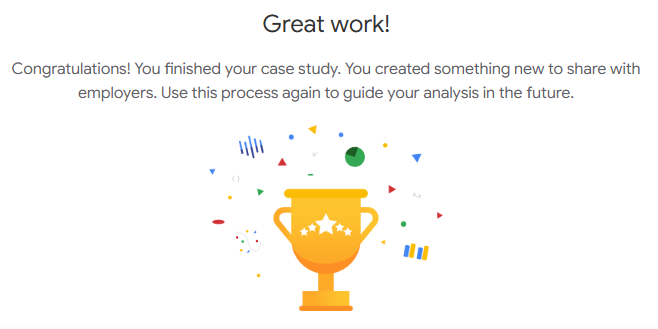 Great work!
Congratulations! You finished your case study. You created something new to share with
employers. Use this process again to guide your analysis in the future.